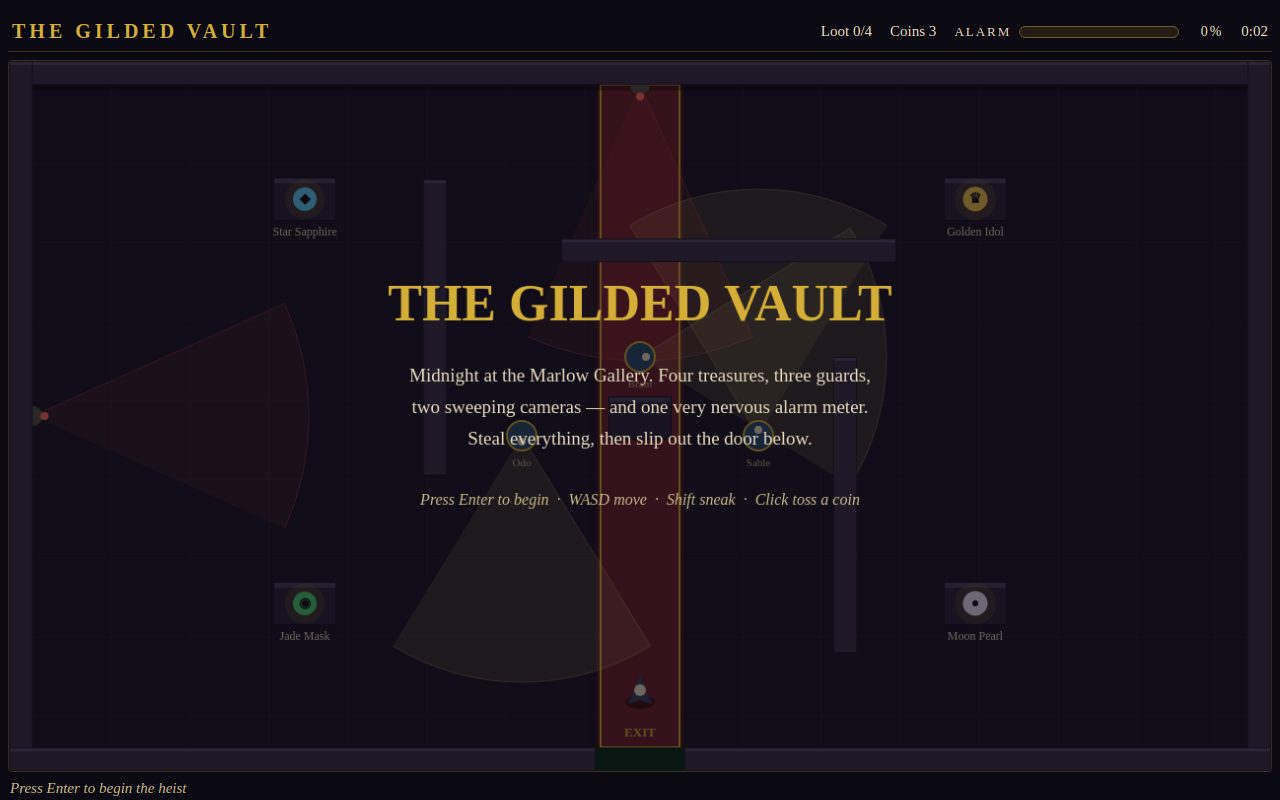 THE GILDED VAULT
Loot 0/4 Coins 3 ALARM 0% 0:02
Star Sapphire
Golden Idol
THE GILDED VAULT
Midnight at the Marlow Gallery. Four treasures, three guards,
two sweeping cameras — and one very nervous alarm meter.
Steal everything, then slip out the door below.
Odo
Sable
Press Enter to begin · WASD move · Shift sneak · Click toss a coin
Jade Mask
Moon Pearl
EXIT
Press Enter to begin the heist